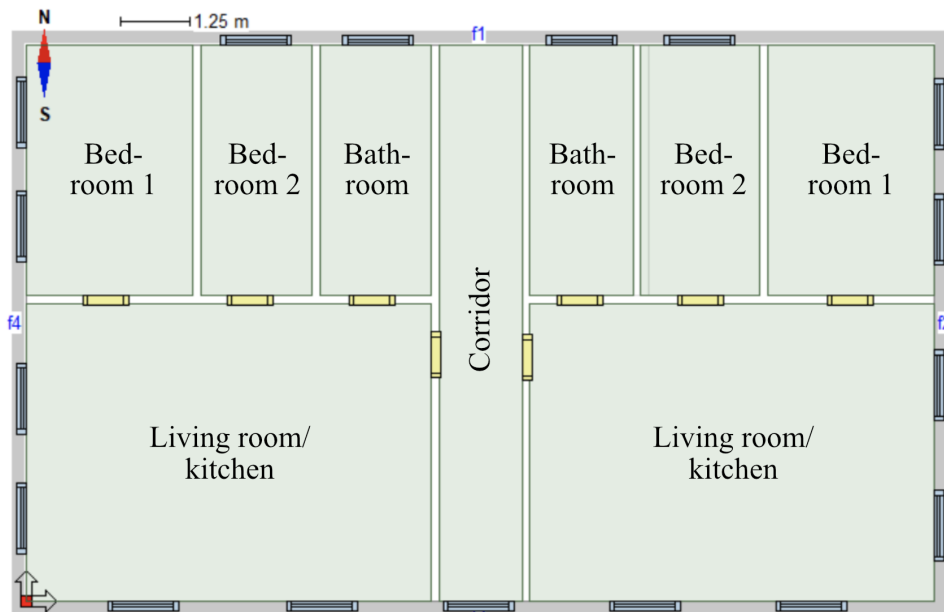 N
1.25 m
f1
S
Bed-
room 1
Bed-
room 2
Bath-
room
Bath-
room
Bed-
room 2
Bed-
room 1
Corridor
f4
Living room/
kitchen
Living room/
kitchen